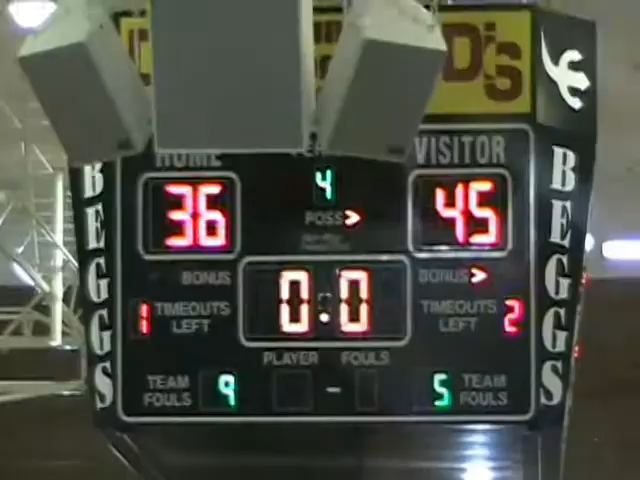 D's
HOME
VISITOR
36
4
45
POSS >
BONUS
BONUS >
0.0
1 TIMEOUTS LEFT
TIMEOUTS LEFT 2
PLAYER FOULS
TEAM FOULS 9
-
5 TEAM FOULS
BEGGS
BEGGS